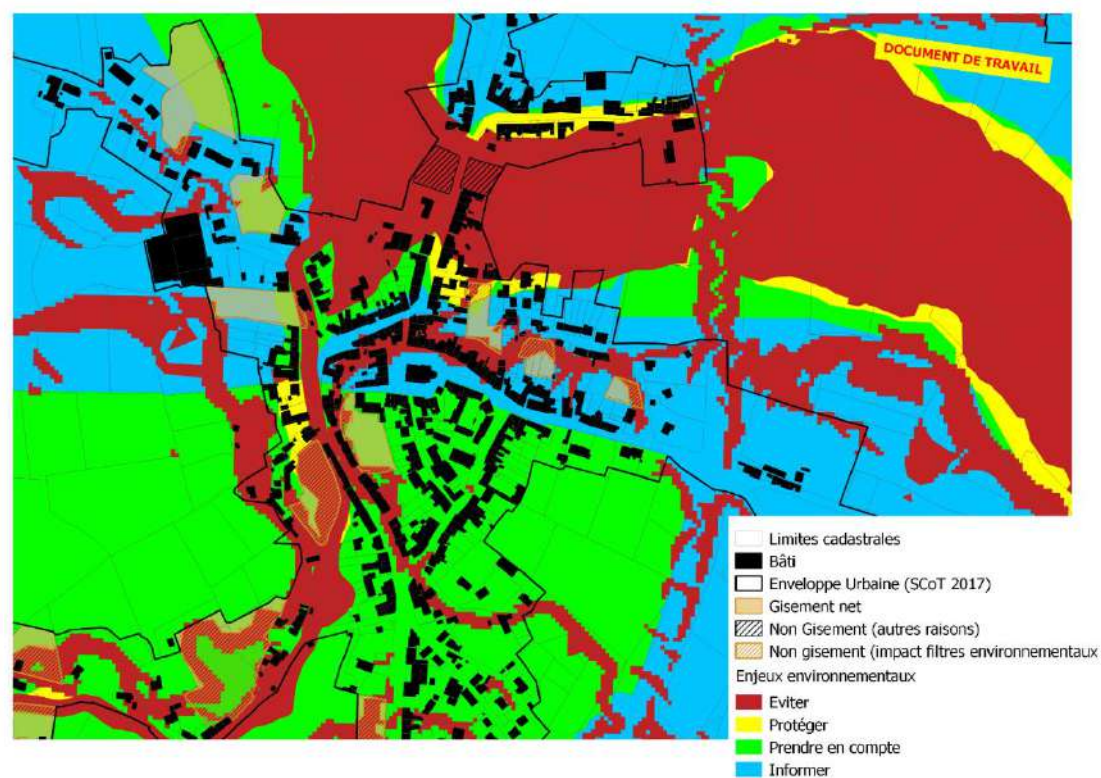 DOCUMENT DE TRAVAIL
Limites cadastrales
Bâti
Enveloppe Urbaine (SCoT 2017)
Gisement net
Non Gisement (autres raisons)
Non gisement (impact filtres environnementaux
Enjeux environnementaux
Eviter
Protéger
Prendre en compte
Informer